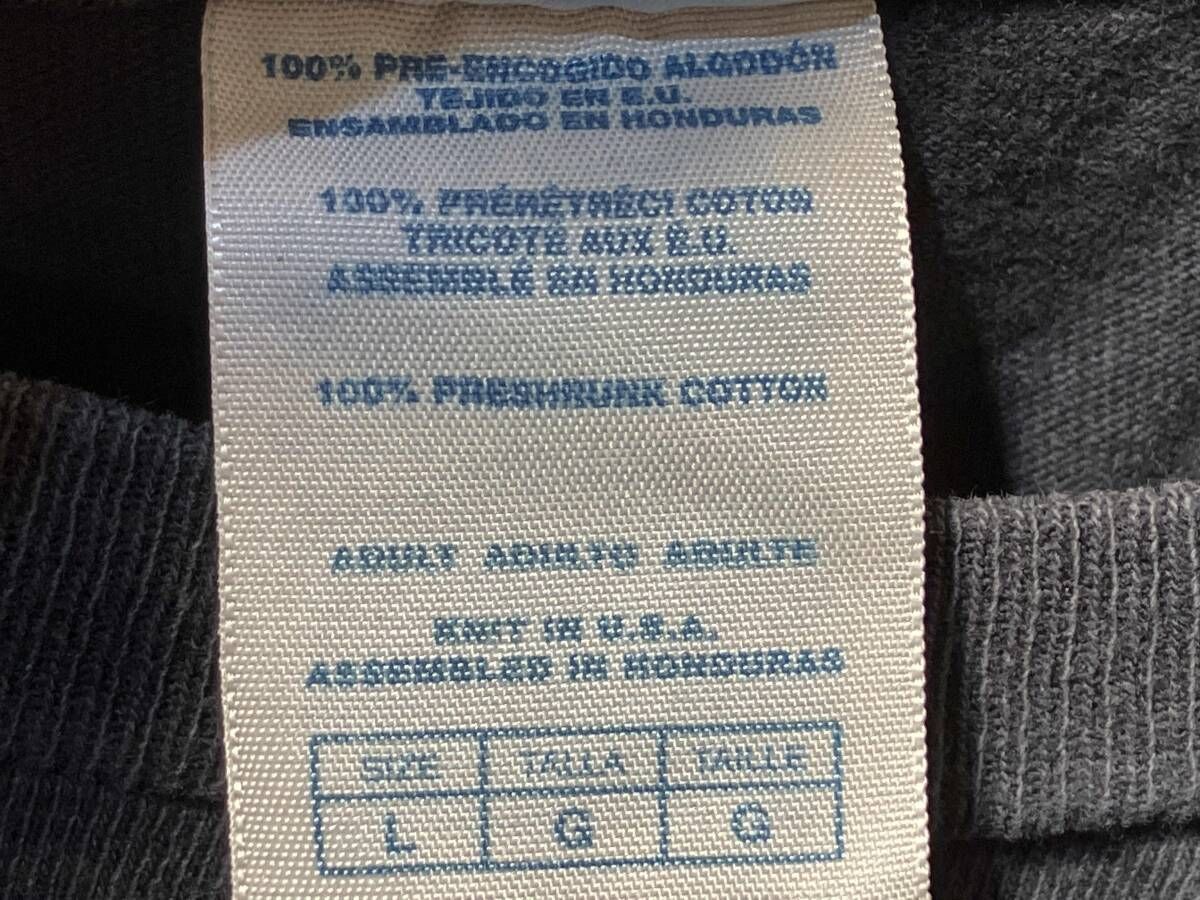 100% PRE-ENCOGIDO ALGODÓN
TEJIDO EN E.U.
ENSAMBLADO EN HONDURAS
100% PRÉRÉTRÉCI COTON
TRICOTE AUX É.U.
ASSEMBLÉ EN HONDURAS
100% PRESHRUNK COTTON
ADULT ADULTO ADULTE
KNIT IN U.S.A.
ASSEMBLED IN HONDURAS
SIZE TALLA TAILLE
L G G